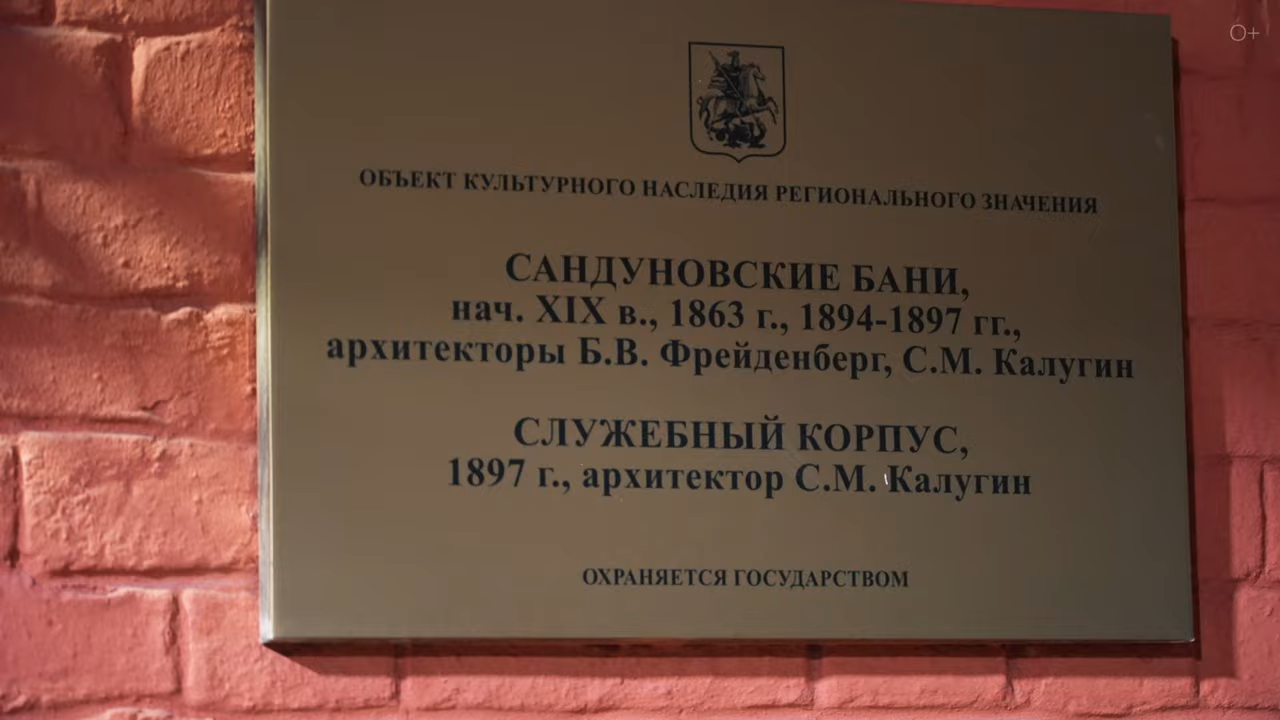 0+
ОБЪЕКТ КУЛЬТУРНОГО НАСЛЕДИЯ РЕГИОНАЛЬНОГО ЗНАЧЕНИЯ
САНДУНОВСКИЕ БАНИ,
нач. XIX в., 1863 г., 1894-1897 гг.,
архитекторы Б.В. Фрейденберг, С.М. Калугин
СЛУЖЕБНЫЙ КОРПУС,
1897 г., архитектор С.М. Калугин
ОХРАНЯЕТСЯ ГОСУДАРСТВОМ